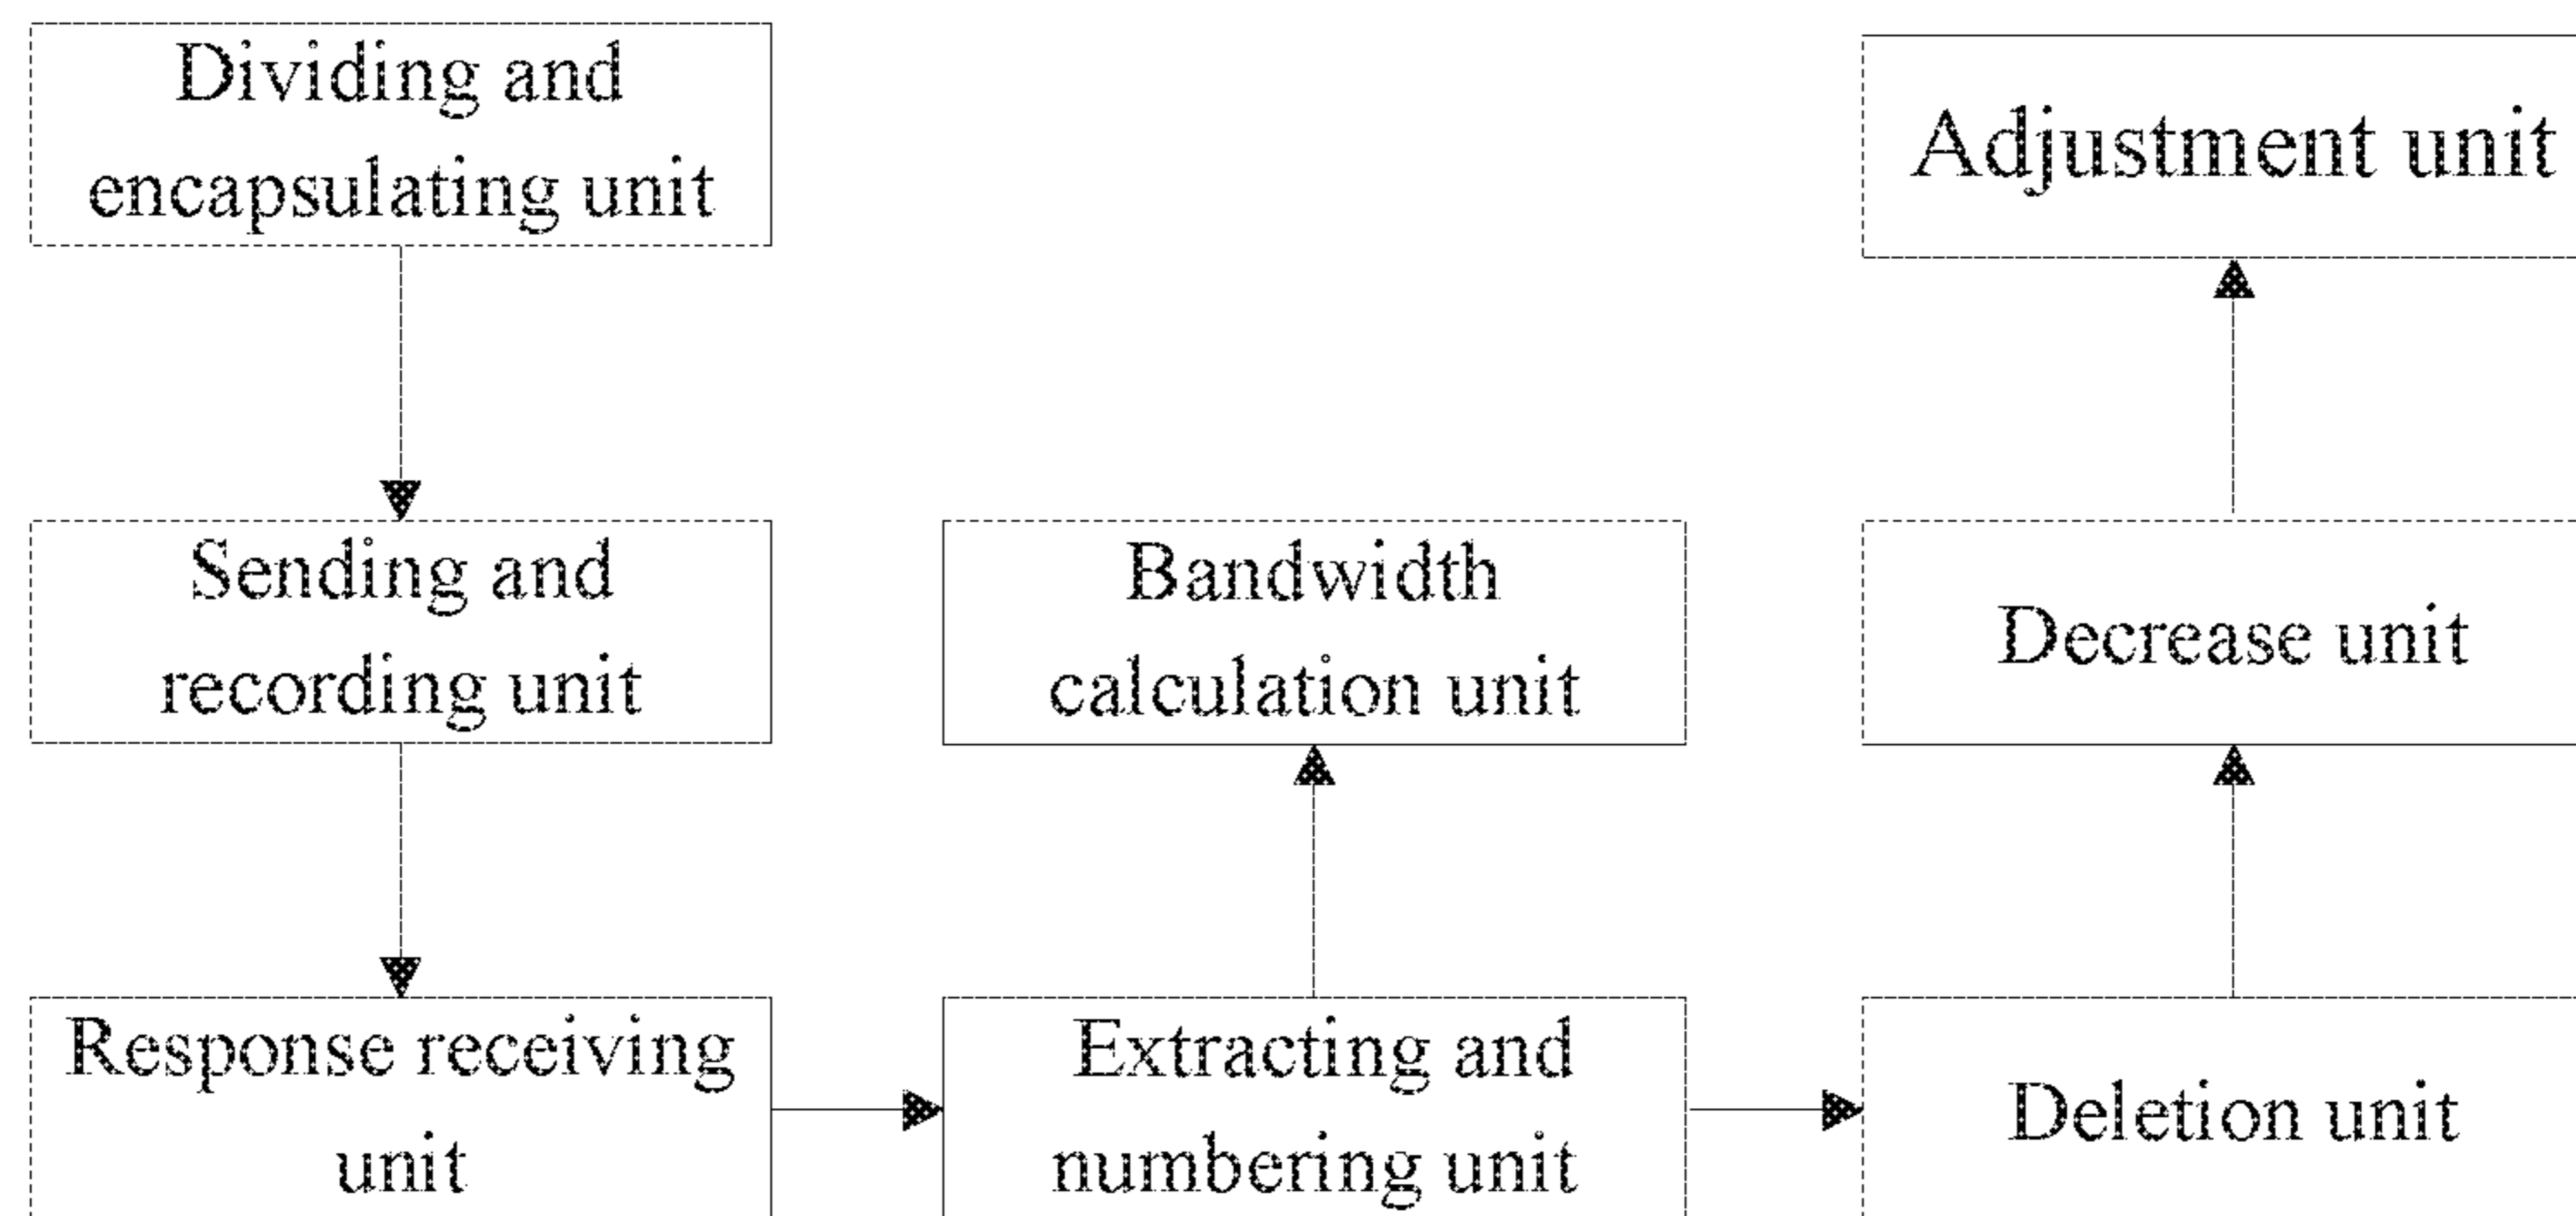 Dividing and
encapsulating unit
Adjustment unit
Sending and
recording unit
Bandwidth
calculation unit
Decrease unit
Response receiving
unit
Extracting and
numbering unit
Deletion unit